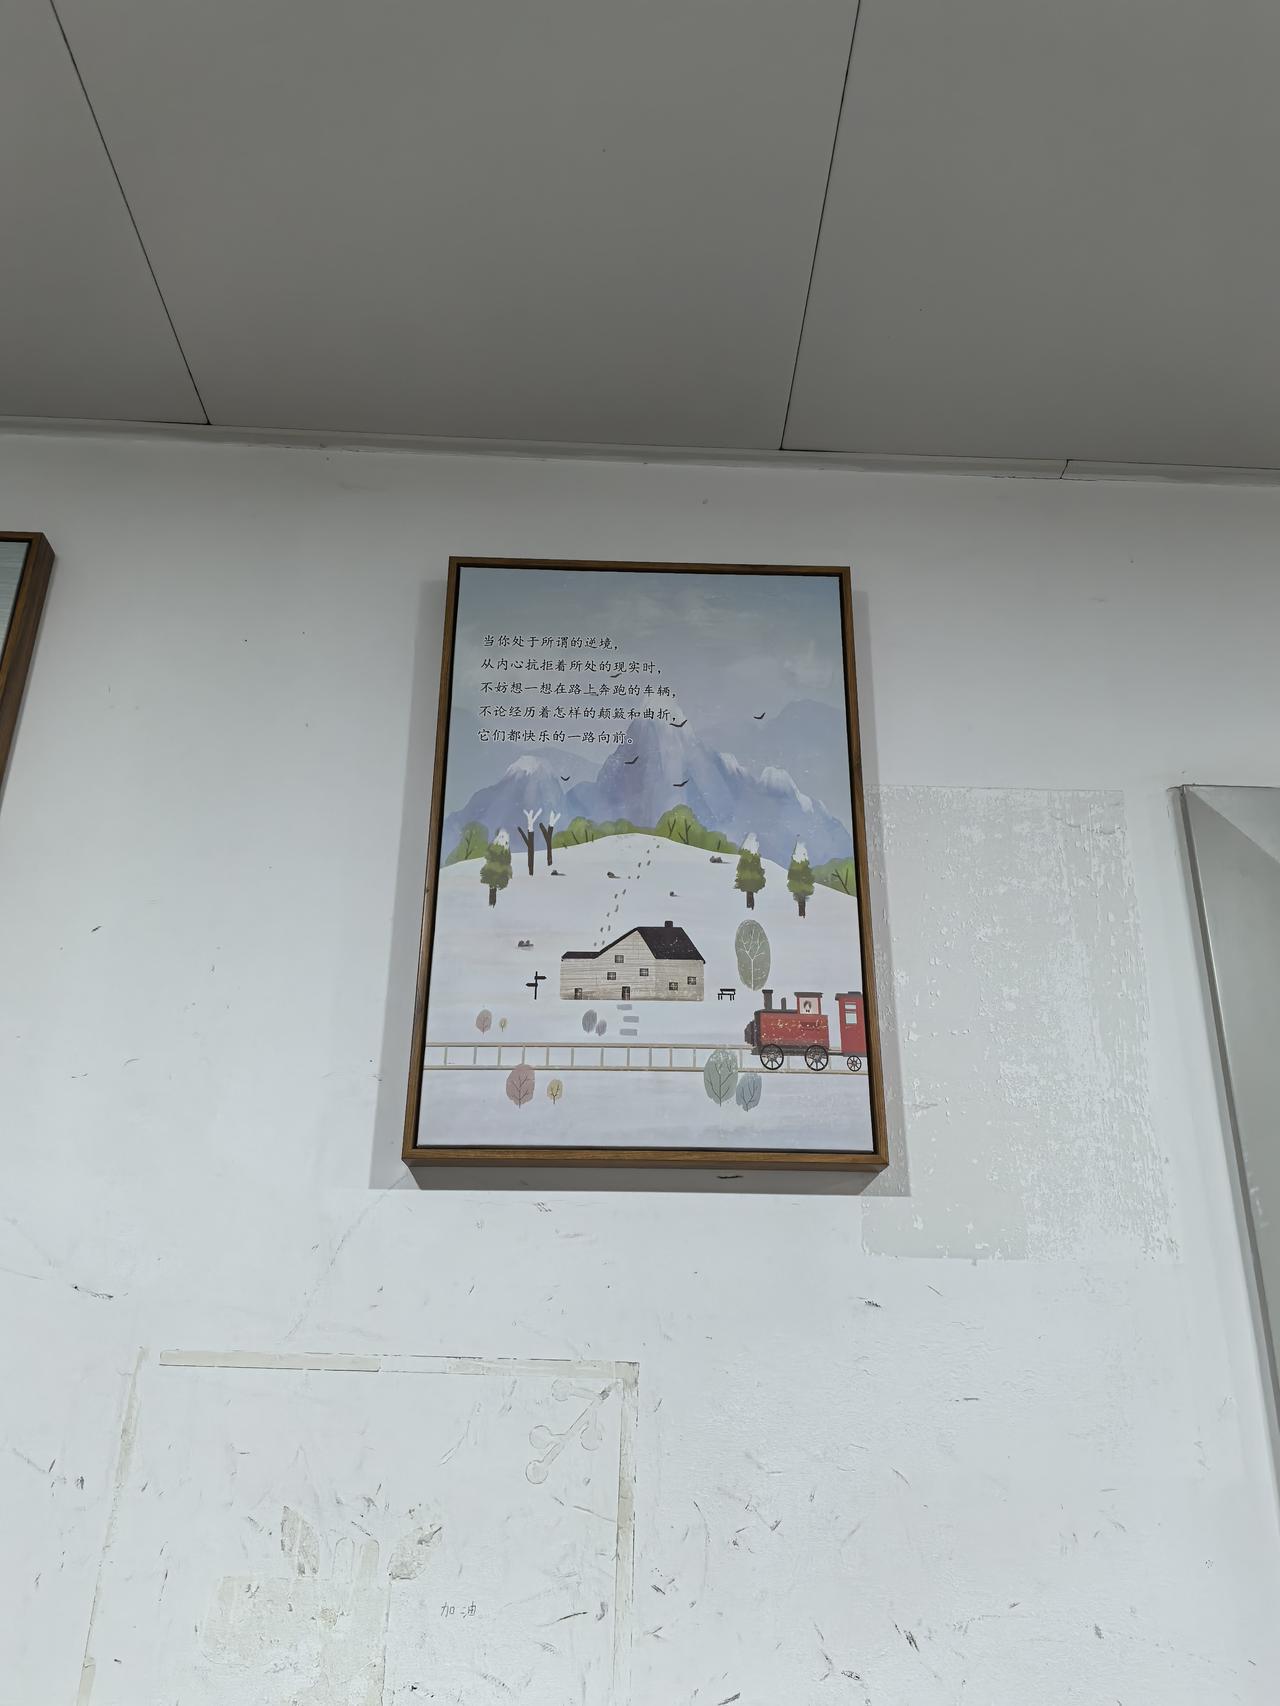 当你处于所谓的逆境，
从内心抗拒着所处的现实时，
不妨想一想在路上奔跑的车辆，
不论经历着怎样的颠簸和曲折，
它们都快乐的一路向前。
加油